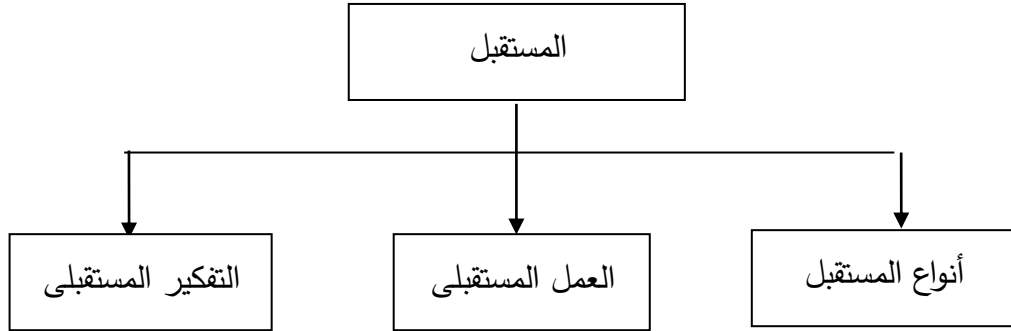 المستقبل
أنواع المستقبل
العمل المستقبلى
التفكير المستقبلى